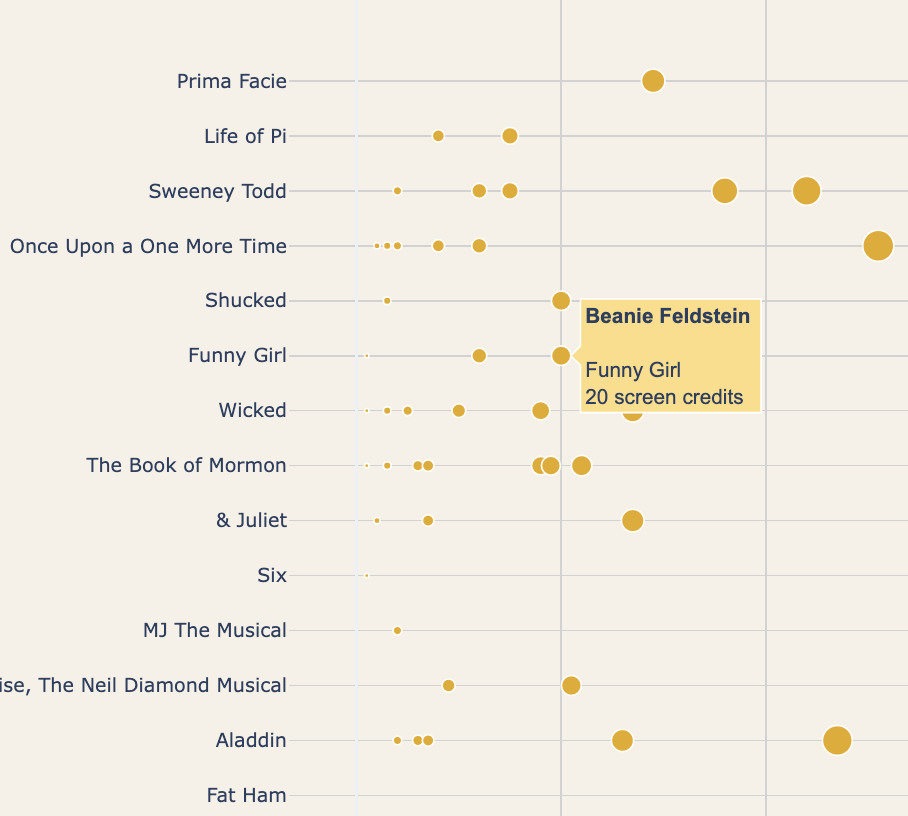 Prima Facie
Life of Pi
Sweeney Todd
Once Upon a One More Time
Shucked
Beanie Feldstein
Funny Girl
Funny Girl
20 screen credits
Wicked
The Book of Mormon
& Juliet
Six
MJ The Musical
ise, The Neil Diamond Musical
Aladdin
Fat Ham